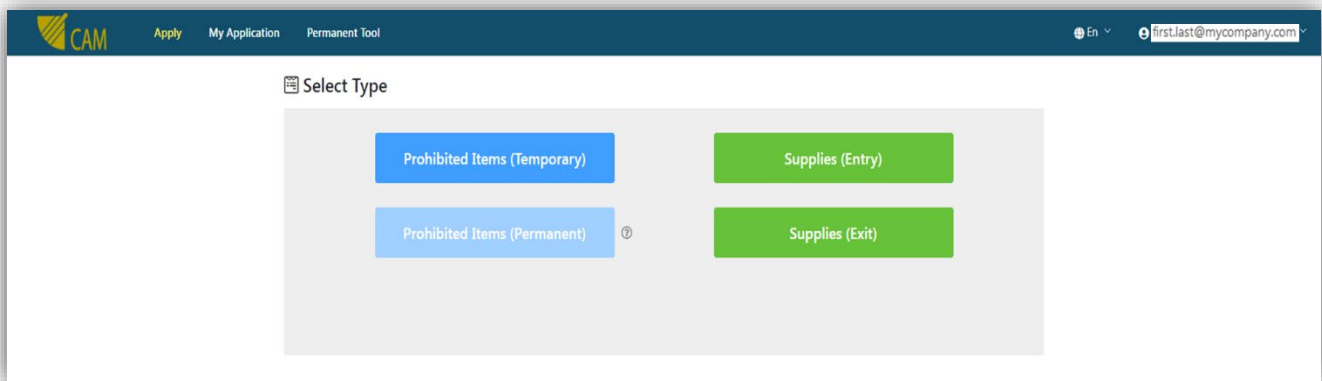 CAM Apply My Application Permanent Tool En first.last@mycompany.com
Select Type
Prohibited Items (Temporary) Supplies (Entry)
Prohibited Items (Permanent) ? Supplies (Exit)